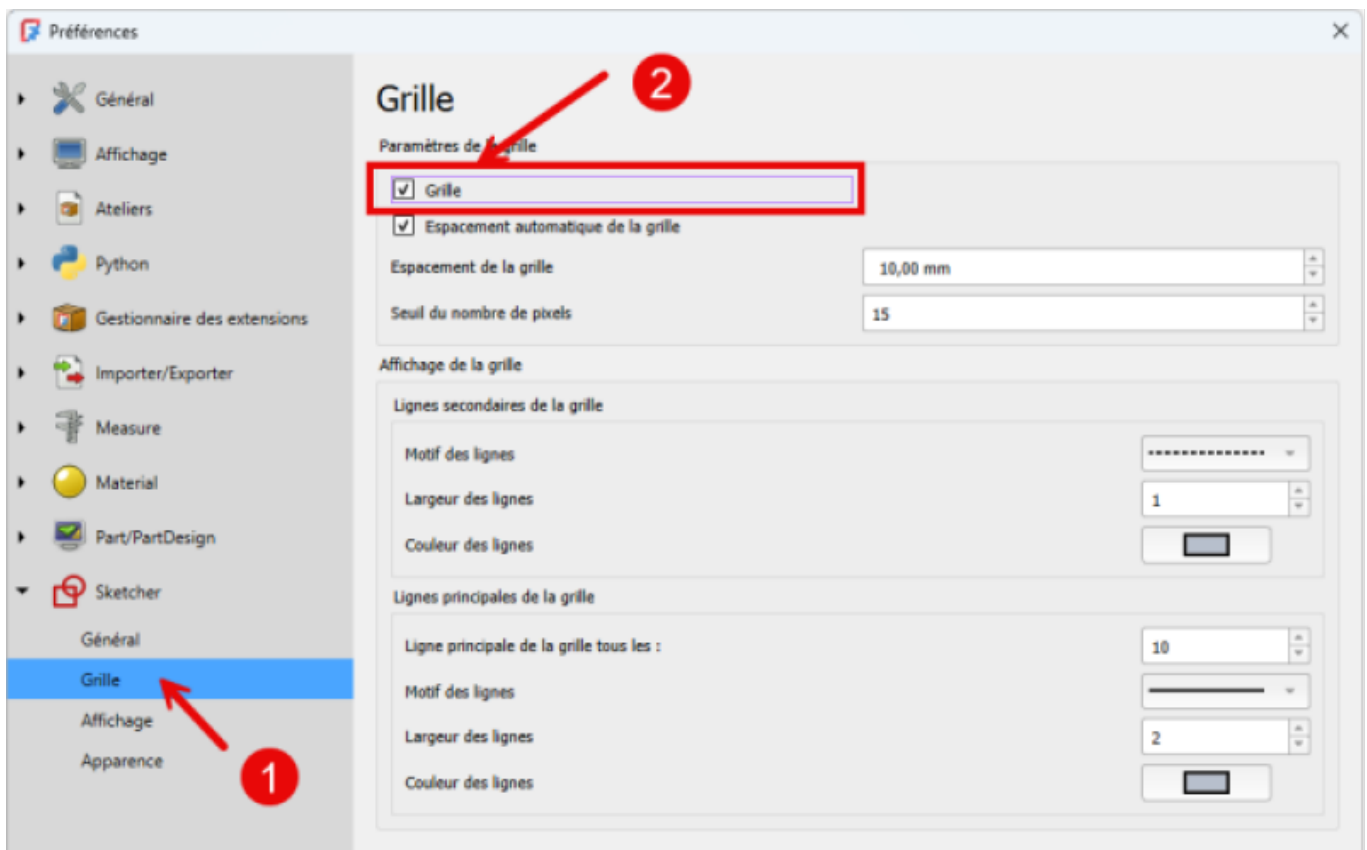 Préférences
Général
Affichage
Ateliers
Python
Gestionnaire des extensions
Importer/Exporter
Measure
Material
Part/PartDesign
Sketcher
Général
Grille
Affichage
Apparence
1
Grille
2
Paramètres de la grille
Grille
Espacement automatique de la grille
Espacement de la grille 10,00 mm
Seuil du nombre de pixels 15
Affichage de la grille
Lignes secondaires de la grille
Motif des lignes
Largeur des lignes 1
Couleur des lignes
Lignes principales de la grille
Ligne principale de la grille tous les : 10
Motif des lignes
Largeur des lignes 2
Couleur des lignes